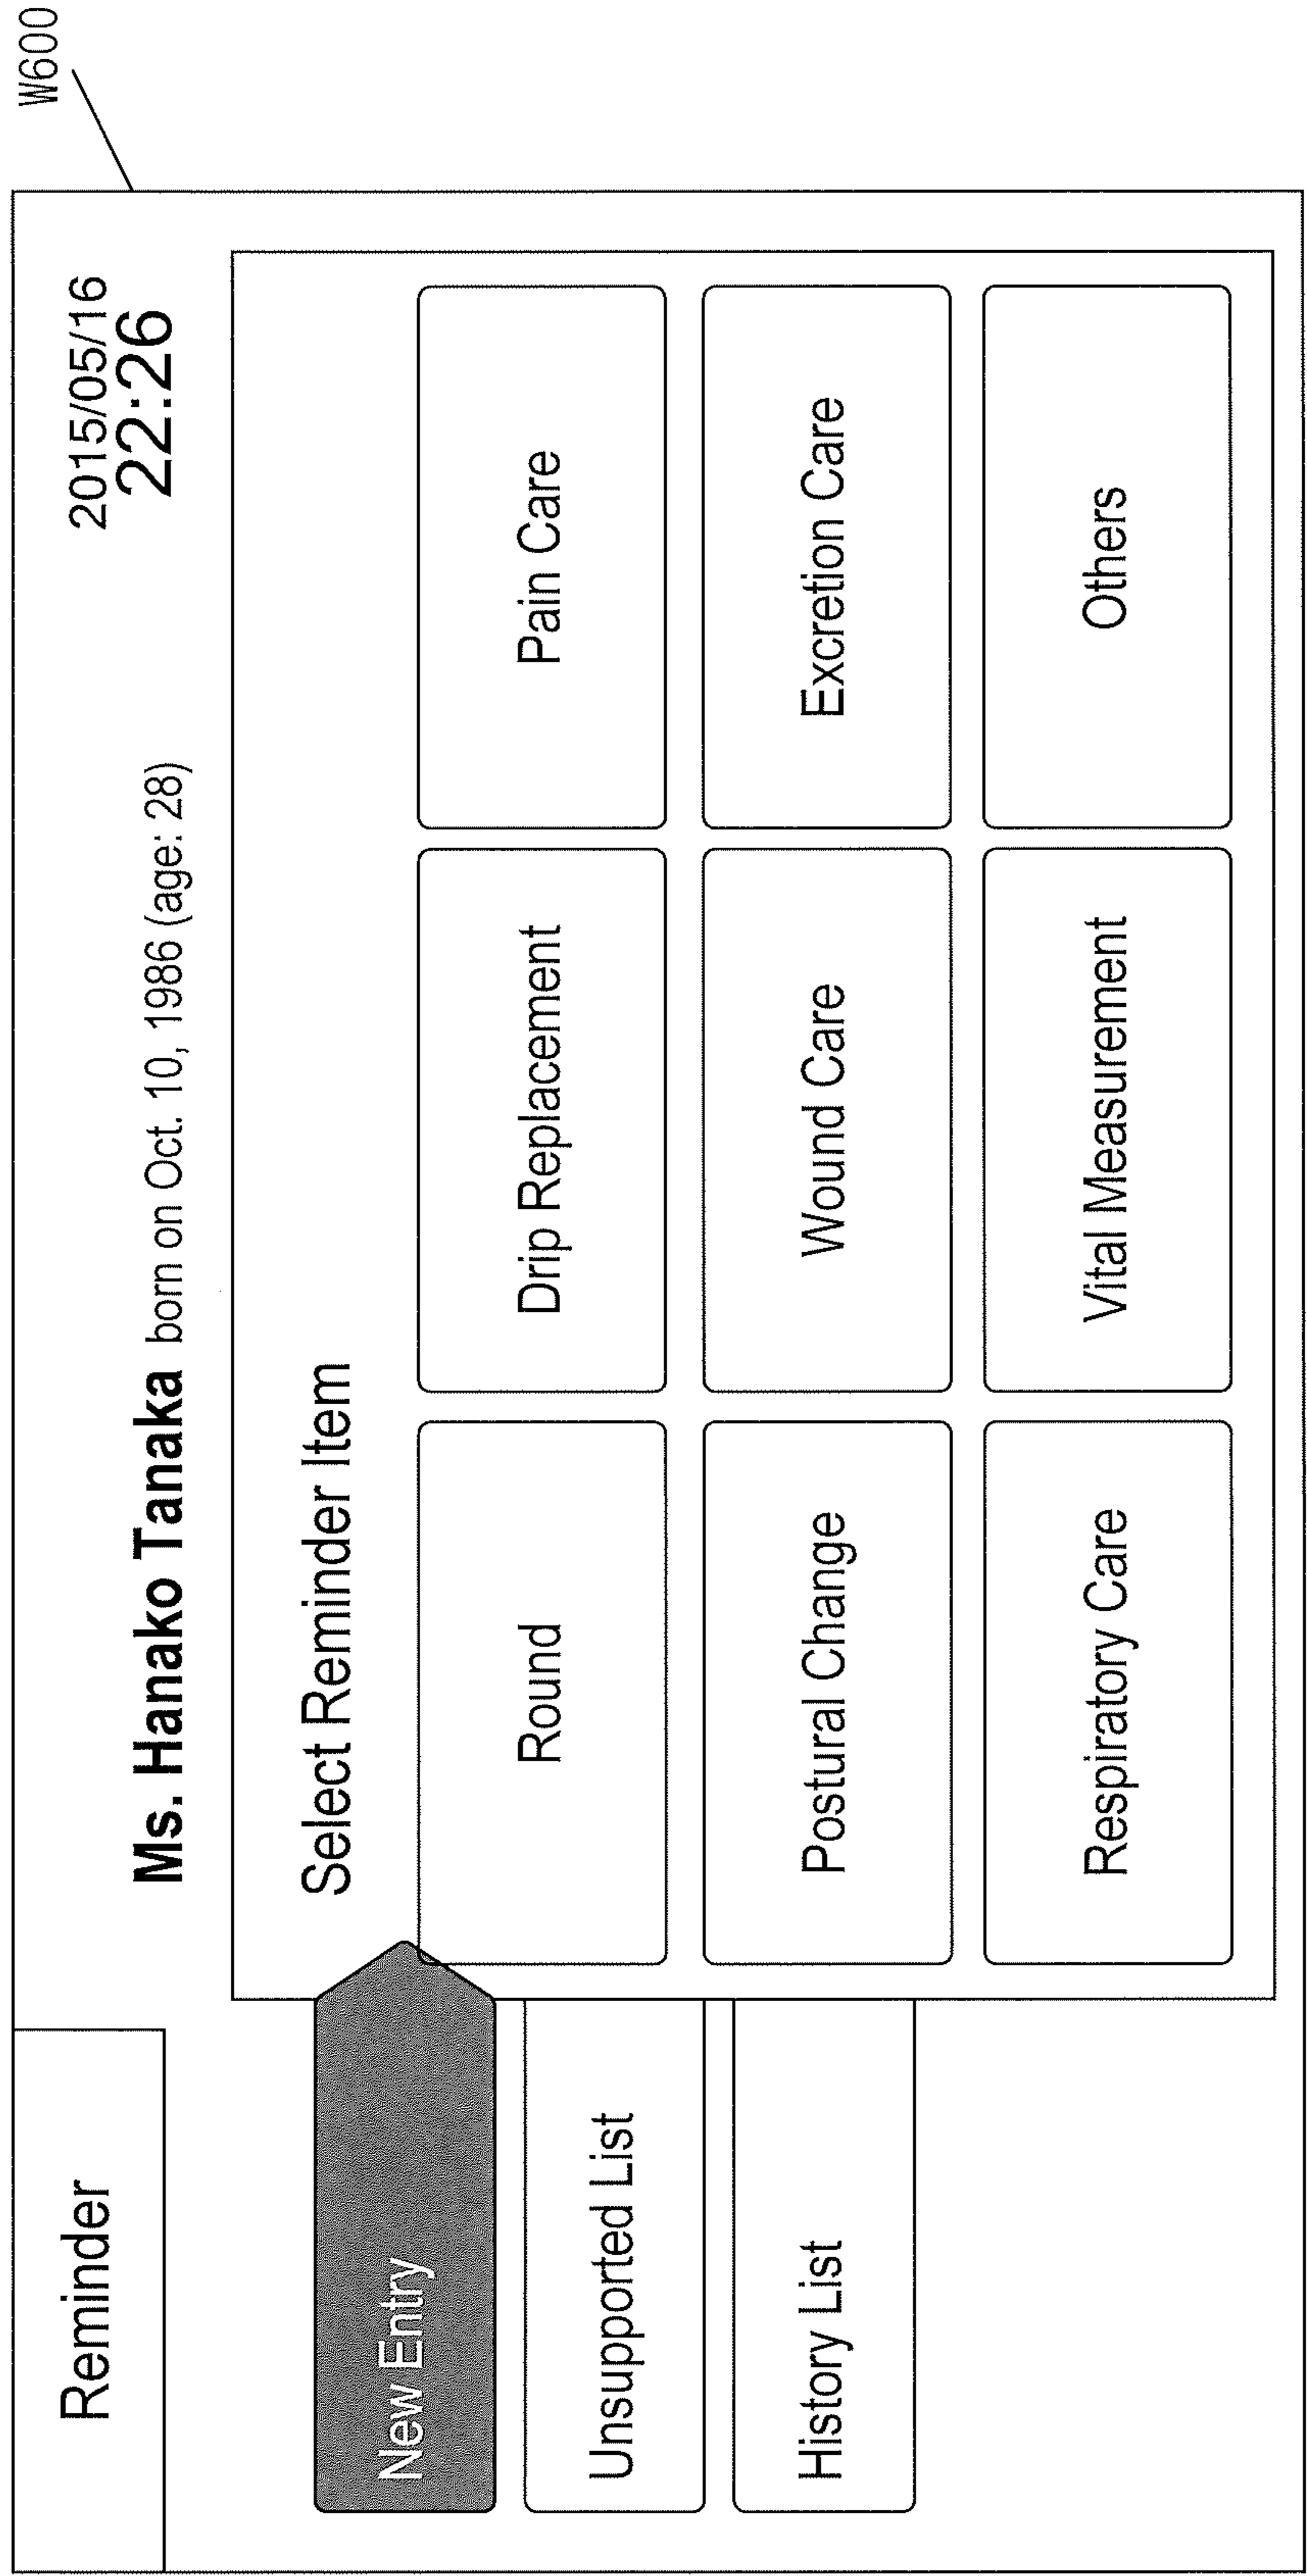 W600
Reminder
2015/05/16
22:26
Ms. Hanako Tanaka born on Oct. 10, 1986 (age: 28)
New Entry
Unsupported List
History List
Select Reminder Item
Round
Drip Replacement
Pain Care
Postural Change
Wound Care
Excretion Care
Respiratory Care
Vital Measurement
Others